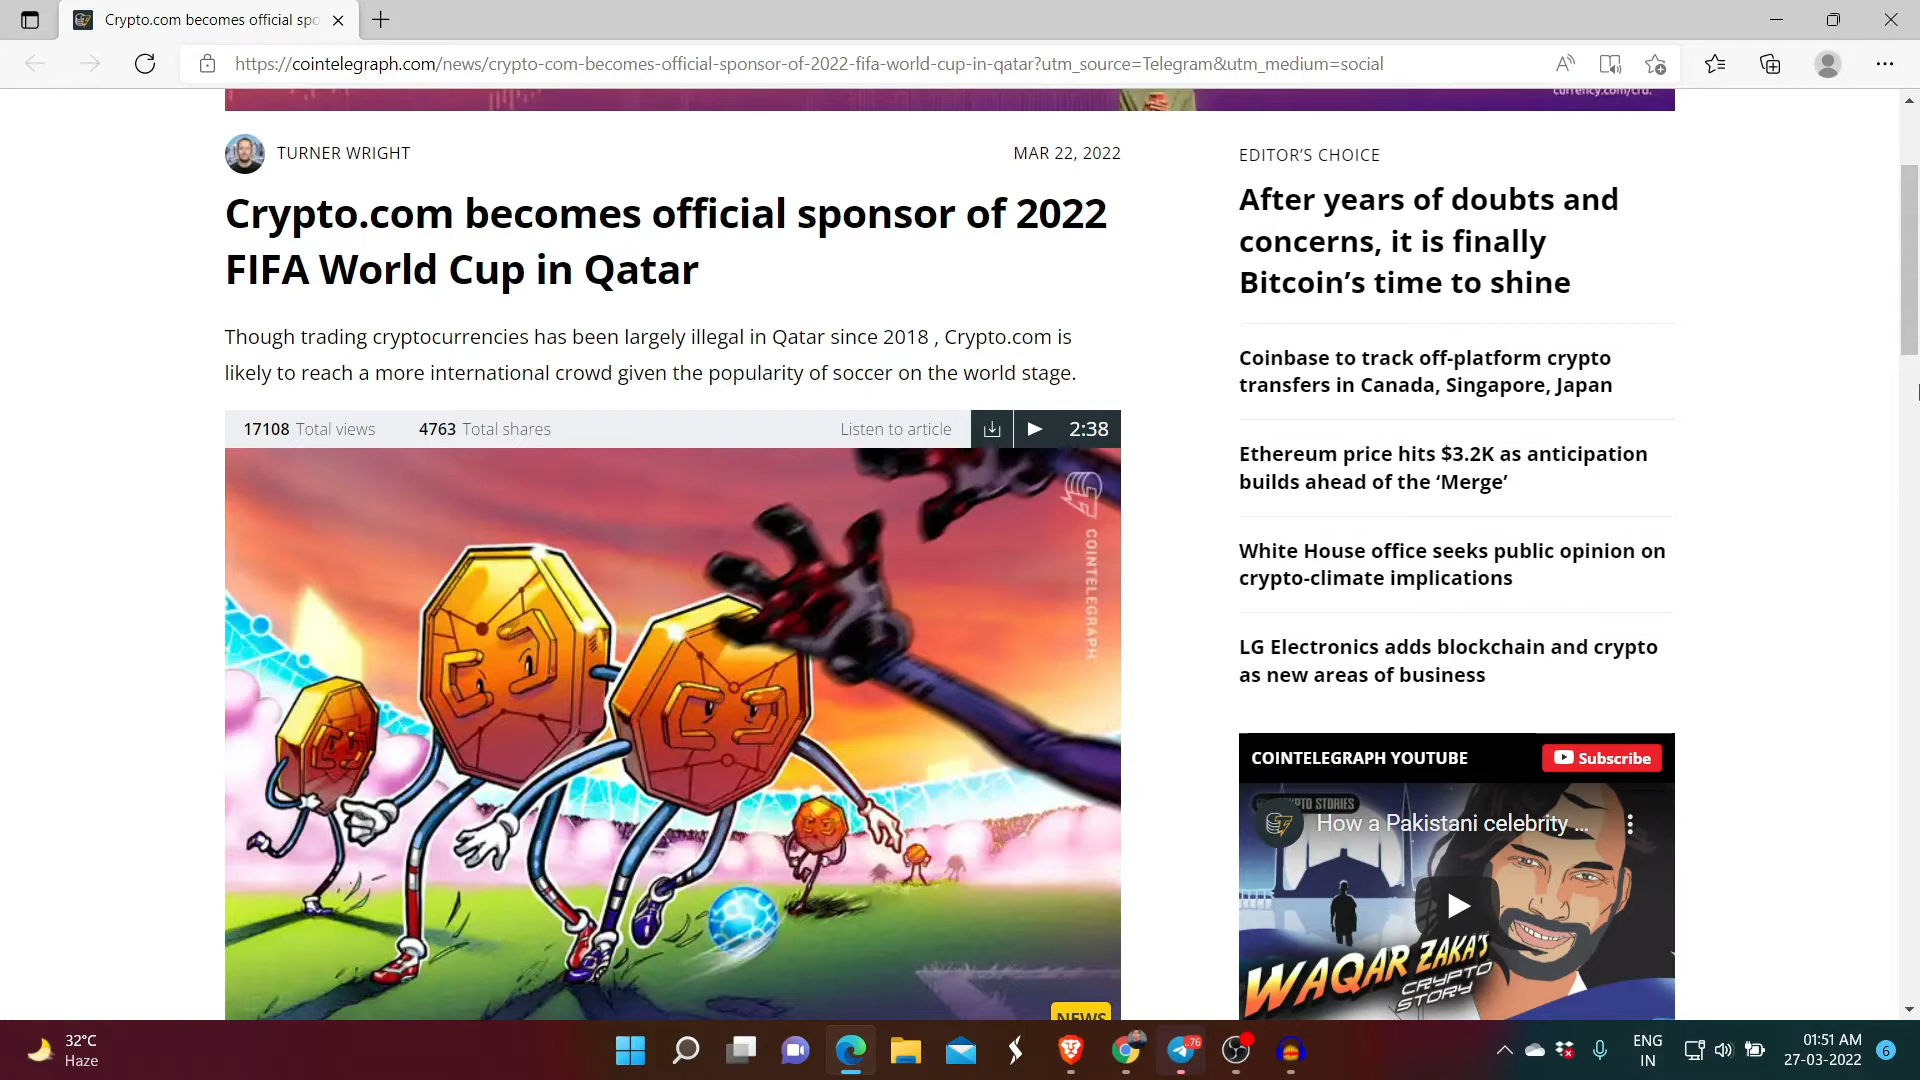 Crypto.com becomes official spo
https://cointelegraph.com/news/crypto-com-becomes-official-sponsor-of-2022-fifa-world-cup-in-qatar?utm_source=Telegram&utm_medium=social
currency.com/cru.
TURNER WRIGHT
MAR 22, 2022
Crypto.com becomes official sponsor of 2022
FIFA World Cup in Qatar
Though trading cryptocurrencies has been largely illegal in Qatar since 2018 , Crypto.com is
likely to reach a more international crowd given the popularity of soccer on the world stage.
17108 Total views
4763 Total shares
Listen to article
2:38
COINTELEGRAPH
NEWS
EDITOR’S CHOICE
After years of doubts and
concerns, it is finally
Bitcoin’s time to shine
Coinbase to track off-platform crypto
transfers in Canada, Singapore, Japan
Ethereum price hits $3.2K as anticipation
builds ahead of the ‘Merge’
White House office seeks public opinion on
crypto-climate implications
LG Electronics adds blockchain and crypto
as new areas of business
COINTELEGRAPH YOUTUBE
Subscribe
STORIES
How a Pakistani celebrity ...
WAQAR ZAKA'S
CRYPTO
STORY
32°C
Haze
76
ENG
IN
01:51 AM
27-03-2022
6